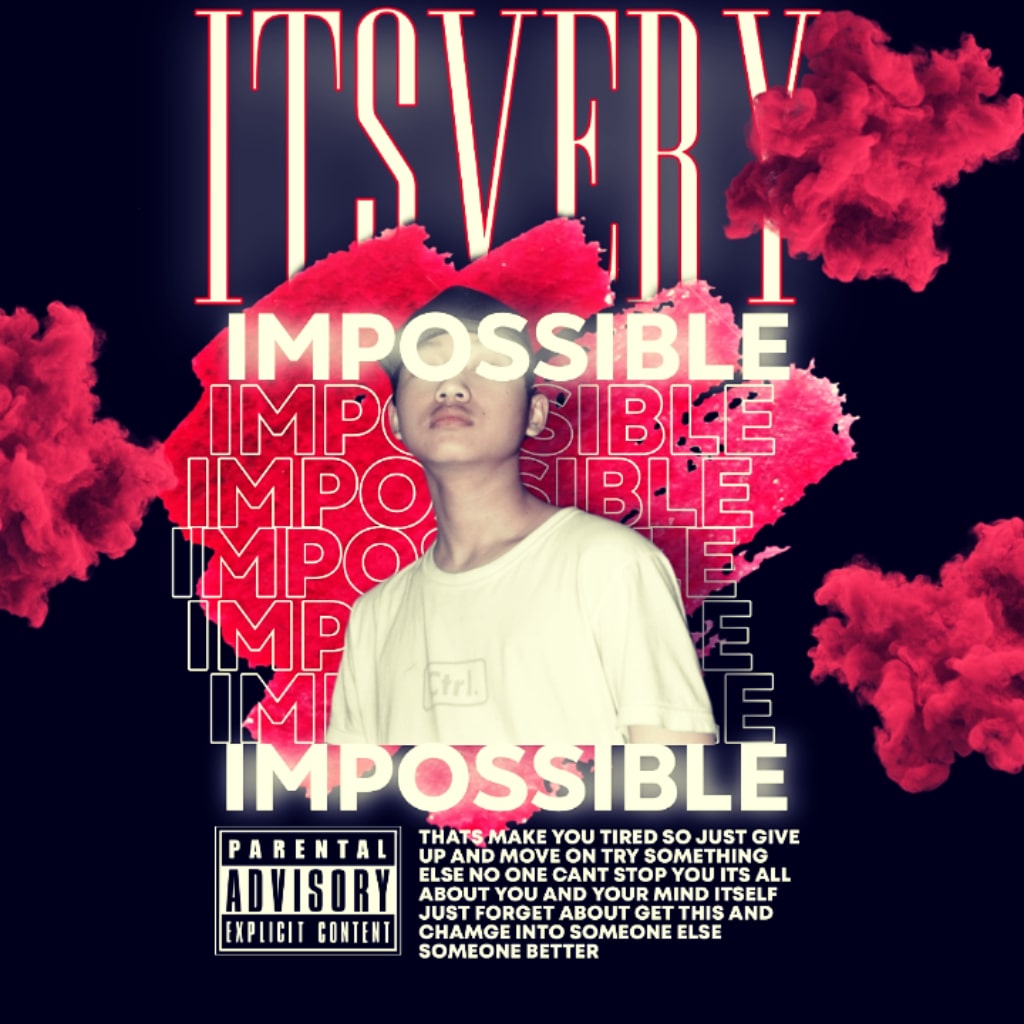 ITSVERY
IMPOSSIBLE
IMPOSSIBLE
IMPOSSIBLE
IMPOSSIBLE
IMPOSSIBLE
IMPOSSIBLE
Ctrl.
IMPOSSIBLE
PARENTAL
ADVISORY
EXPLICIT CONTENT
THATS MAKE YOU TIRED SO JUST GIVE
UP AND MOVE ON TRY SOMETHING
ELSE NO ONE CANT STOP YOU ITS ALL
ABOUT YOU AND YOUR MIND ITSELF
JUST FORGET ABOUT GET THIS AND
CHAMGE INTO SOMEONE ELSE
SOMEONE BETTER